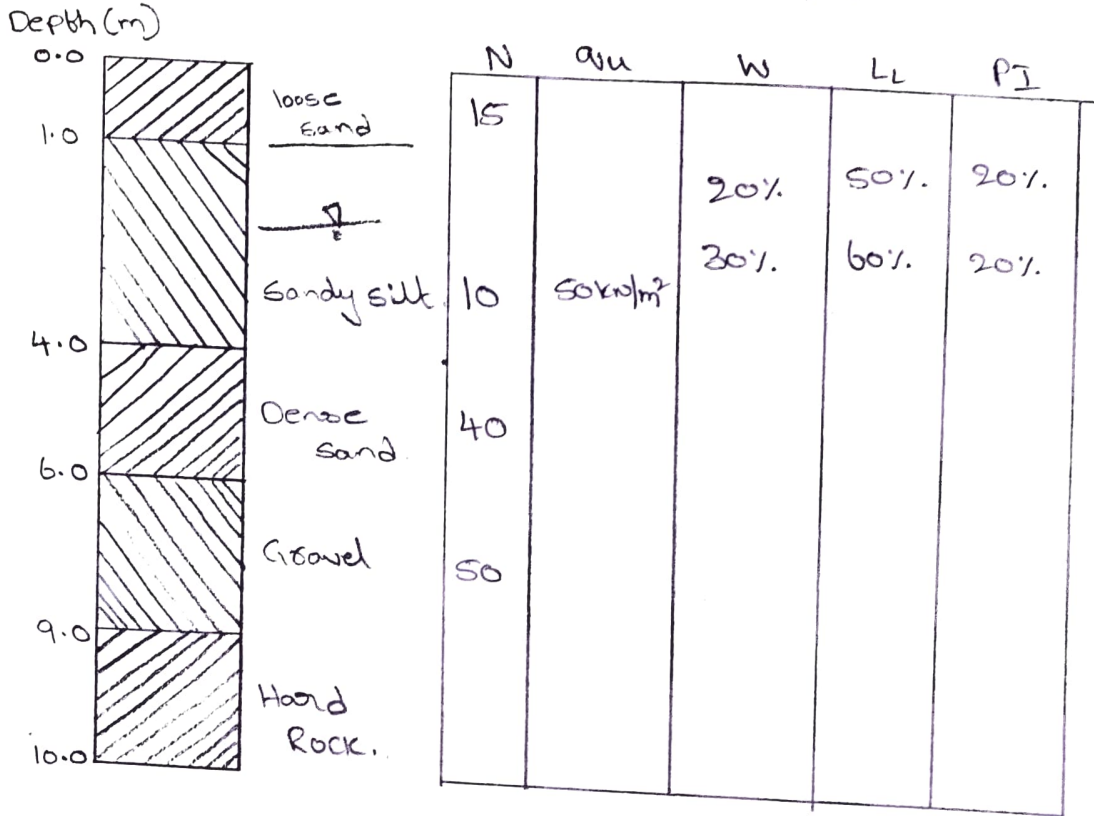 Depth (m)
0.0
N qu W LL PI
loose
sand
15
1.0
20% 50% 20%
30% 60% 20%
Sandy silt 10 50KN/m²
4.0
Dense
sand
40
6.0
Gravel 50
9.0
Hard
Rock.
10.0